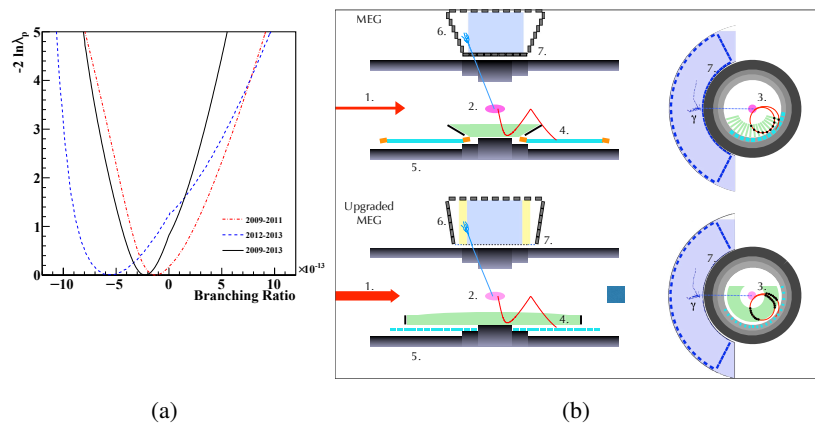 -2 lnλp
5
4
3
2
1
0
2009-2011
2012-2013
2009-2013
−10 −5 0 5 10
×10⁻¹³
Branching Ratio
(a)
MEG
6.
7.
1.
2.
4.
5.
7.
3.
γ
Upgraded
MEG
6.
7.
1.
2.
4.
5.
7.
3.
γ
(b)